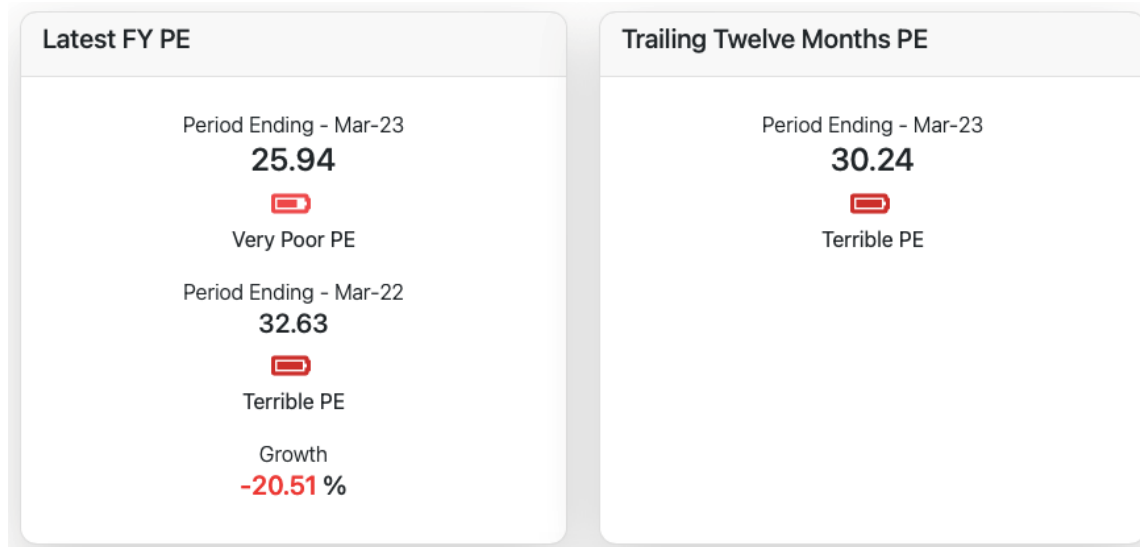 Latest FY PE
Period Ending - Mar-23
25.94
Very Poor PE
Period Ending - Mar-22
32.63
Terrible PE
Growth
-20.51 %
Trailing Twelve Months PE
Period Ending - Mar-23
30.24
Terrible PE